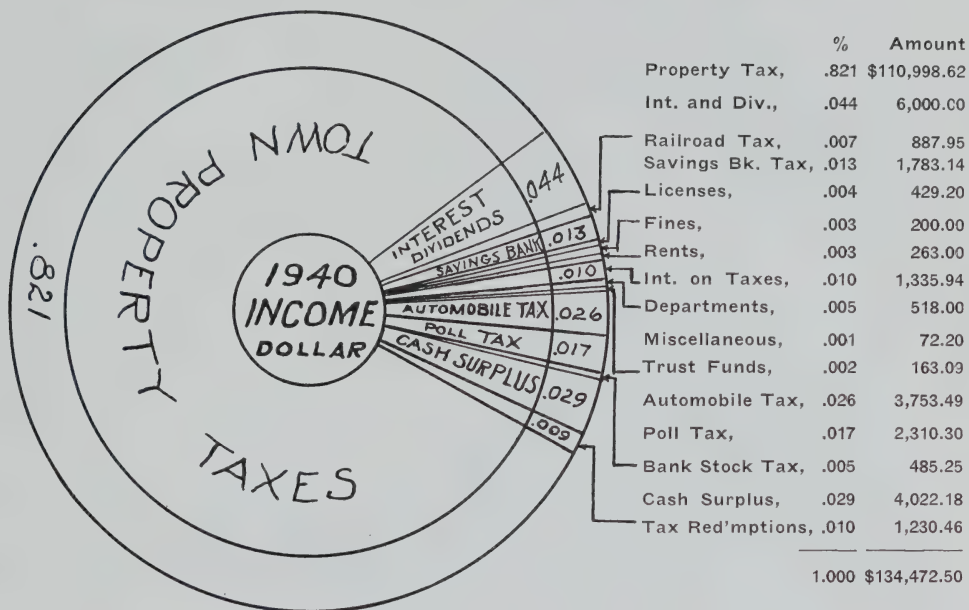 TOWN PROPERTY TAXES
.821
1940
INCOME
DOLLAR
INTEREST
DIVIDENDS
.044
SAVINGS BANK
.013
.010
AUTOMOBILE TAX
.026
POLL TAX
.017
CASH SURPLUS
.029
.009
% Amount
Property Tax, .821 $110,998.62
Int. and Div., .044 6,000.00
Railroad Tax, .007 887.95
Savings Bk. Tax, .013 1,783.14
Licenses, .004 429.20
Fines, .003 200.00
Rents, .003 263.00
Int. on Taxes, .010 1,335.94
Departments, .005 518.00
Miscellaneous, .001 72.20
Trust Funds, .002 163.09
Automobile Tax, .026 3,753.49
Poll Tax, .017 2,310.30
Bank Stock Tax, .005 485.25
Cash Surplus, .029 4,022.18
Tax Red'mptions, .010 1,230.46
1.000 $134,472.50